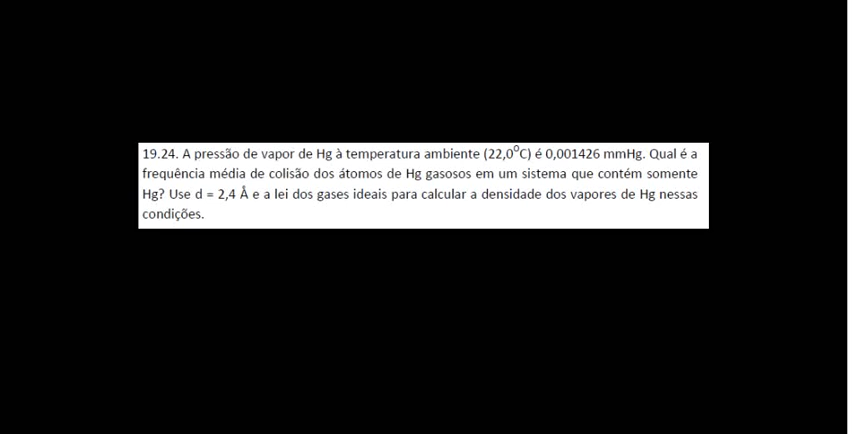 19.24. A pressão de vapor de Hg à temperatura ambiente (22,0⁰C) é 0,001426 mmHg. Qual é a
frequência média de colisão dos átomos de Hg gasosos em um sistema que contém somente
Hg? Use d = 2,4 Å e a lei dos gases ideais para calcular a densidade dos vapores de Hg nessas
condições.